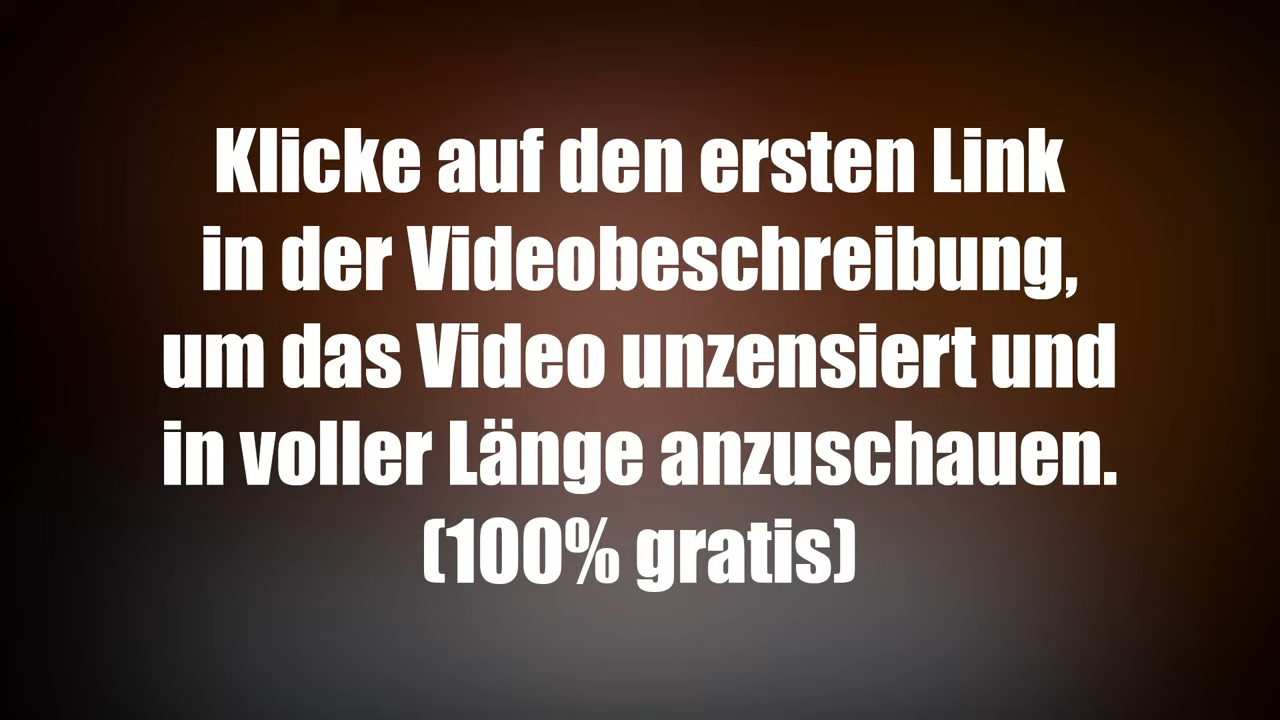 Klicke auf den ersten Link
in der Videobeschreibung,
um das Video unzensiert und
in voller Länge anzuschauen.
(100% gratis)